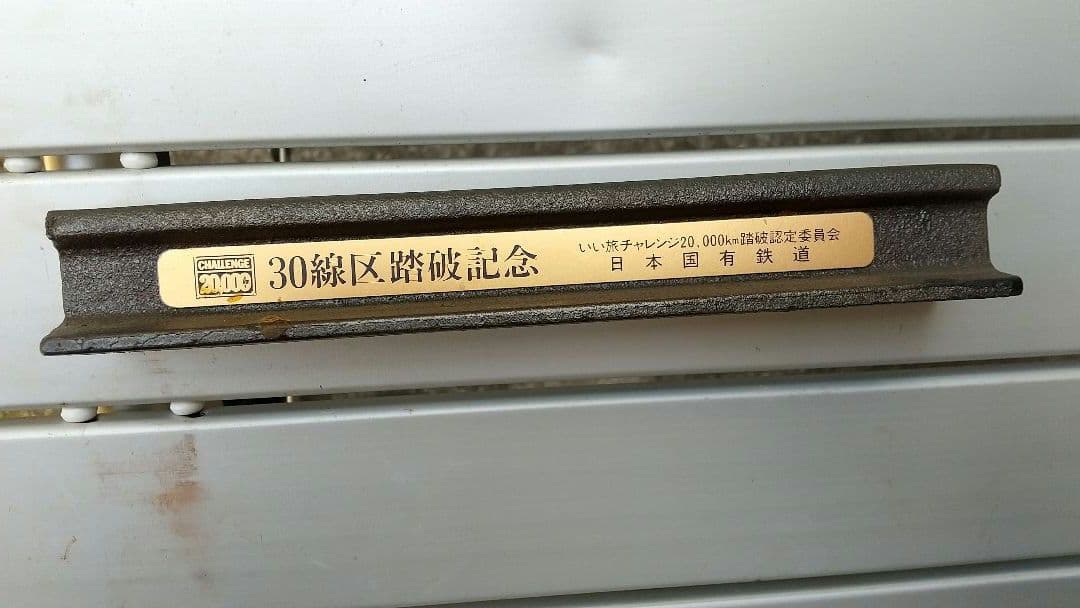 CHALLENGE
20,000
30線区踏破記念
いい旅チャレンジ20,000km踏破認定委員会
日本国有鉄道